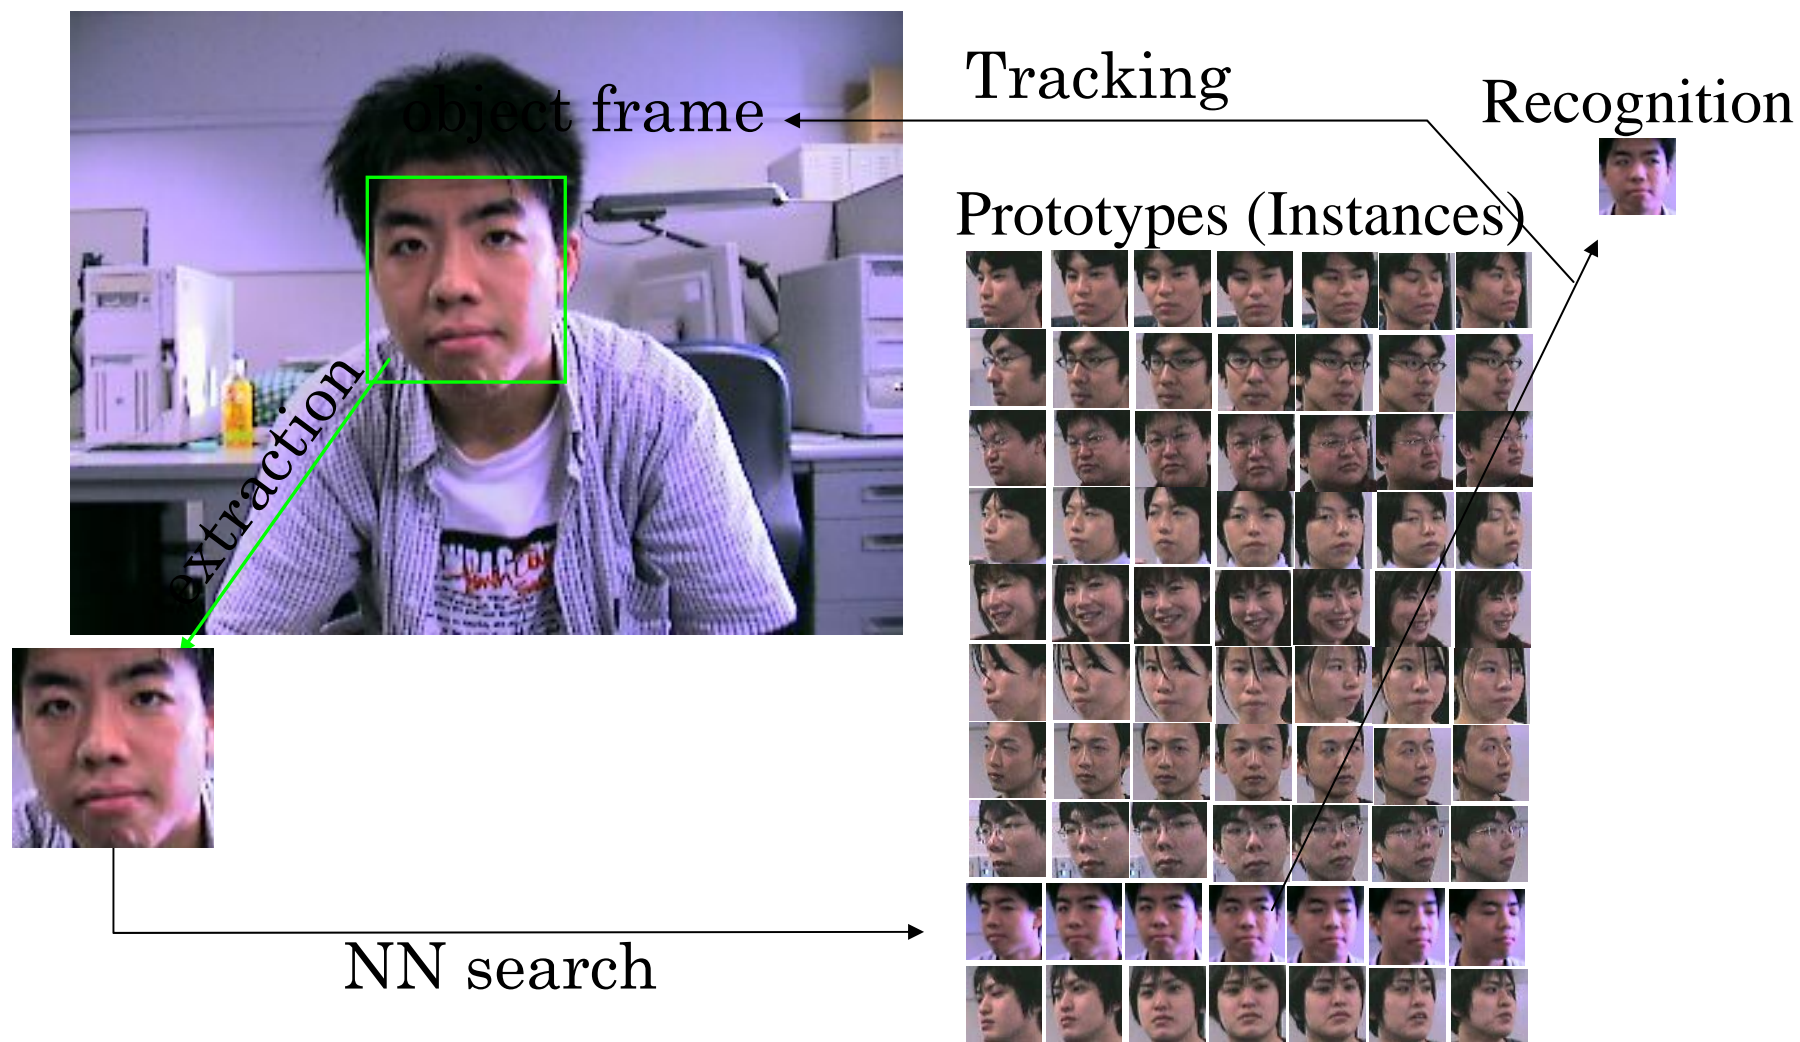 Tracking
Recognition
object frame
Prototypes (Instances)
extraction
NN search